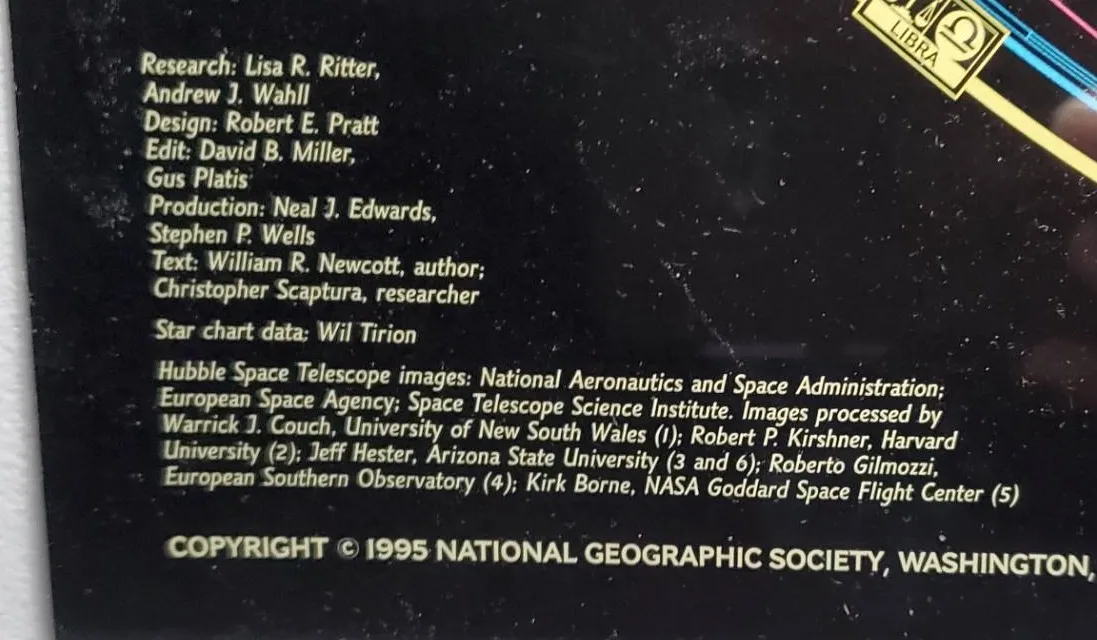 LIBRA
Research: Lisa R. Ritter,
Andrew J. Wahll
Design: Robert E. Pratt
Edit: David B. Miller,
Gus Platis
Production: Neal J. Edwards,
Stephen P. Wells
Text: William R. Newcott, author;
Christopher Scaptura, researcher
Star chart data: Wil Tirion
Hubble Space Telescope images: National Aeronautics and Space Administration;
European Space Agency; Space Telescope Science Institute. Images processed by
Warrick J. Couch, University of New South Wales (1); Robert P. Kirshner, Harvard
University (2); Jeff Hester, Arizona State University (3 and 6); Roberto Gilmozzi,
European Southern Observatory (4); Kirk Borne, NASA Goddard Space Flight Center (5)
COPYRIGHT © 1995 NATIONAL GEOGRAPHIC SOCIETY, WASHINGTON,